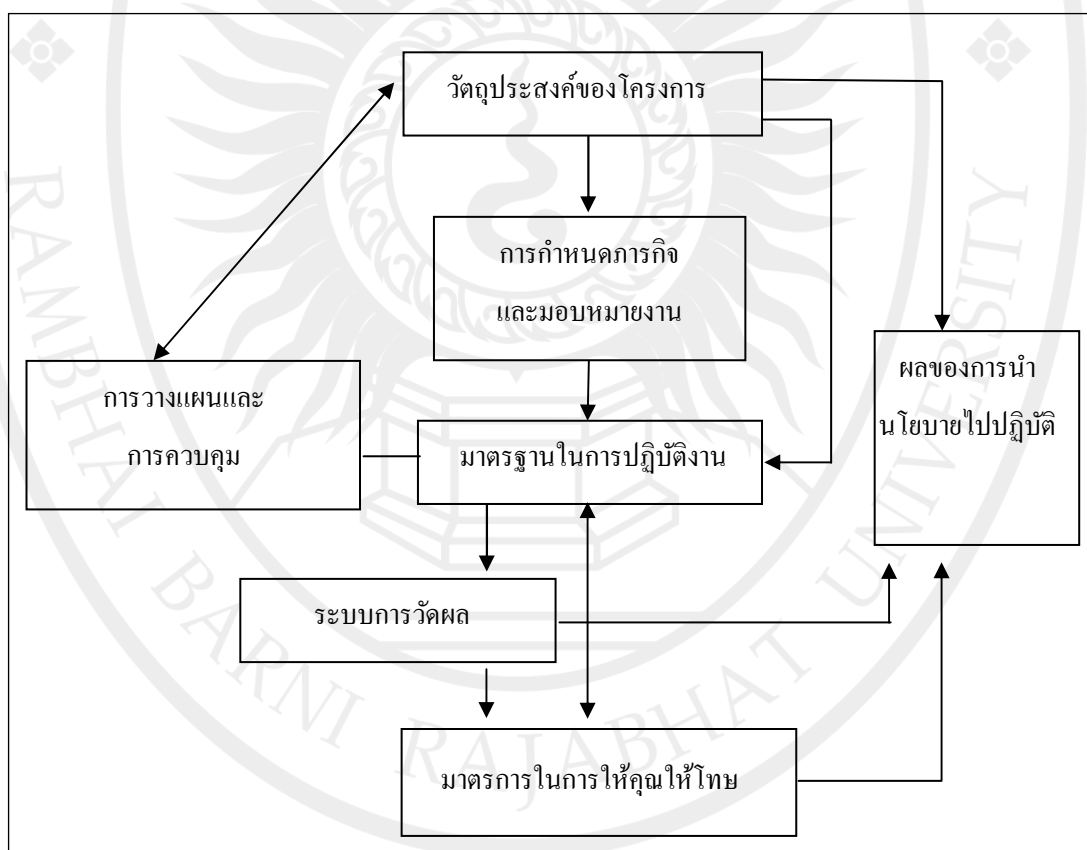 วัตถุประสงค์ของโครงการ
การกำหนดภารกิจ
และมอบหมายงาน
การวางแผนและ
การควบคุม
มาตรฐานในการปฏิบัติงาน
ผลของการนำ
นโยบายไปปฏิบัติ
ระบบการวัดผล
มาตรการในการให้คุณให้โทษ
RAMBHAI BARNI RAJABHAT UNIVERSITY